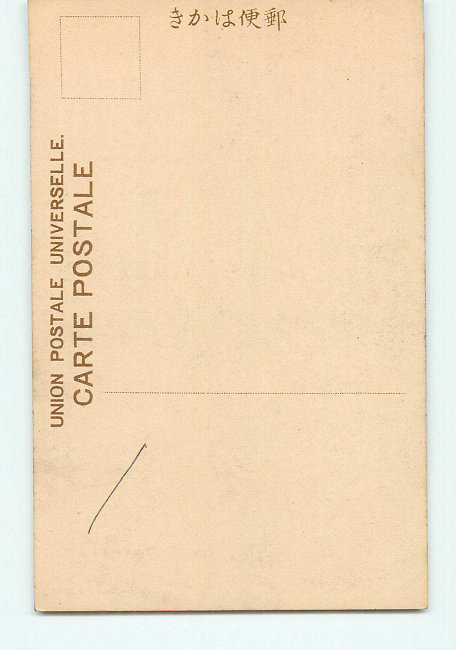 きかは便郵
UNION POSTALE UNIVERSELLE.
CARTE POSTALE